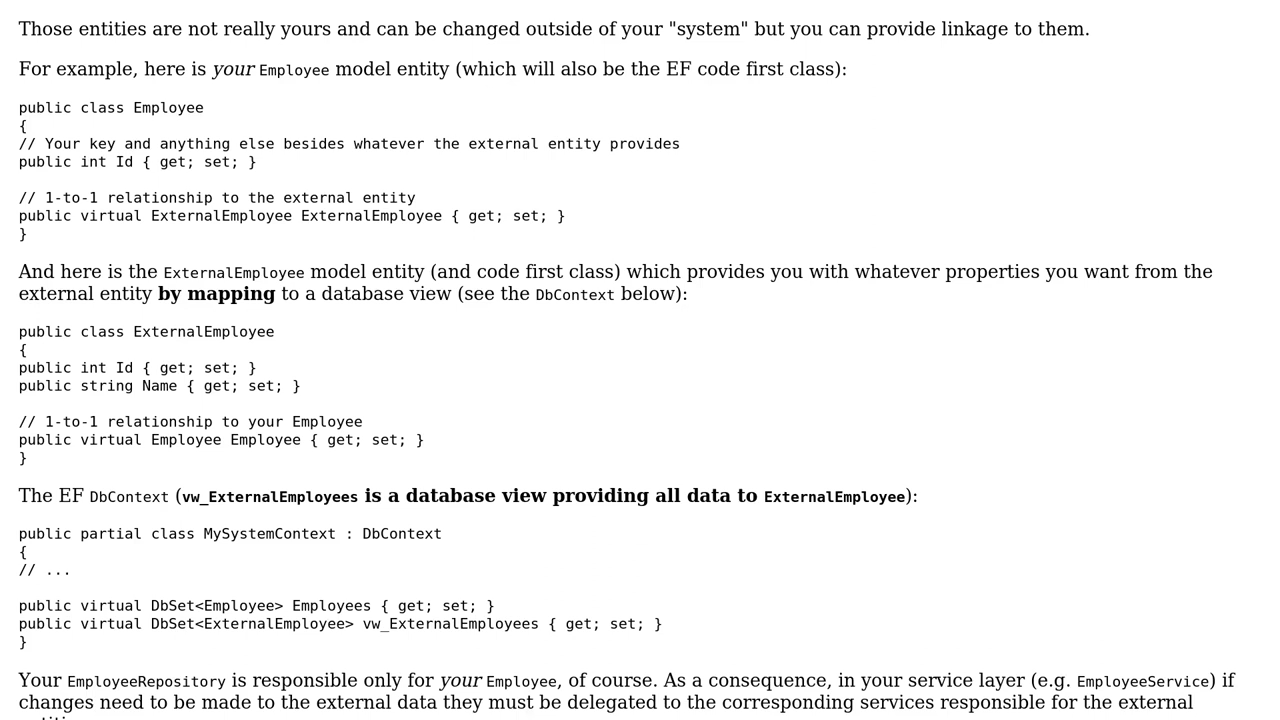 Those entities are not really yours and can be changed outside of your "system" but you can provide linkage to them.
For example, here is your Employee model entity (which will also be the EF code first class):
public class Employee
{
// Your key and anything else besides whatever the external entity provides
public int Id { get; set; }
// 1-to-1 relationship to the external entity
public virtual ExternalEmployee ExternalEmployee { get; set; }
}
And here is the ExternalEmployee model entity (and code first class) which provides you with whatever properties you want from the
external entity by mapping to a database view (see the DbContext below):
public class ExternalEmployee
{
public int Id { get; set; }
public string Name { get; set; }
// 1-to-1 relationship to your Employee
public virtual Employee Employee { get; set; }
}
The EF DbContext (vw_ExternalEmployees is a database view providing all data to ExternalEmployee):
public partial class MySystemContext : DbContext
{
// ...
public virtual DbSet<Employee> Employees { get; set; }
public virtual DbSet<ExternalEmployee> vw_ExternalEmployees { get; set; }
}
Your EmployeeRepository is responsible only for your Employee, of course. As a consequence, in your service layer (e.g. EmployeeService) if
changes need to be made to the external data they must be delegated to the corresponding services responsible for the external